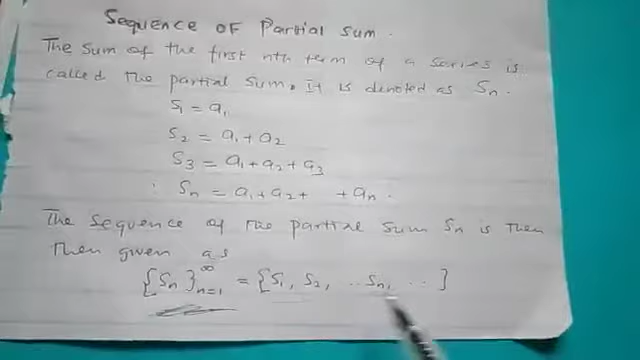 Sequence of Partial Sum.
The Sum of the first nth term of a series is
called the partial sum. It is denoted as Sn.
S1 = a1
S2 = a1 + a2
S3 = a1 + a2 + a3
: Sn = a1 + a2 + + an.
The Sequence of the partial Sum Sn is then
then given as
{Sn}∞n=1 = {S1, S2, .. Sn, .. }